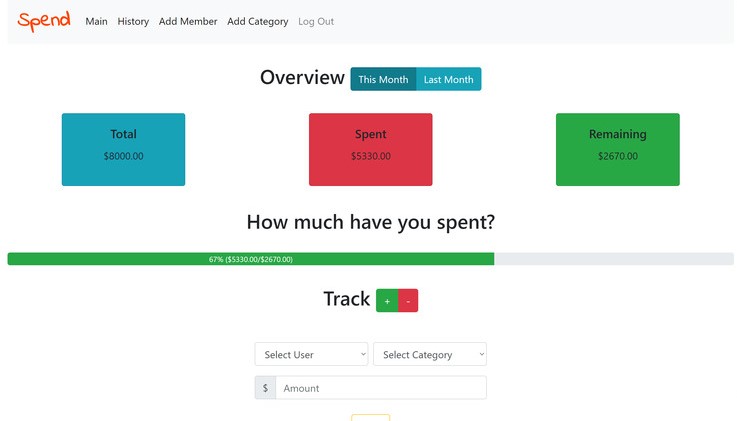 Spend Main History Add Member Add Category Log Out
Overview This Month Last Month
Total Spent Remaining
$8000.00 $5330.00 $2670.00
How much have you spent?
67% ($5330.00/$2670.00)
Track + -
Select User Select Category
$ Amount